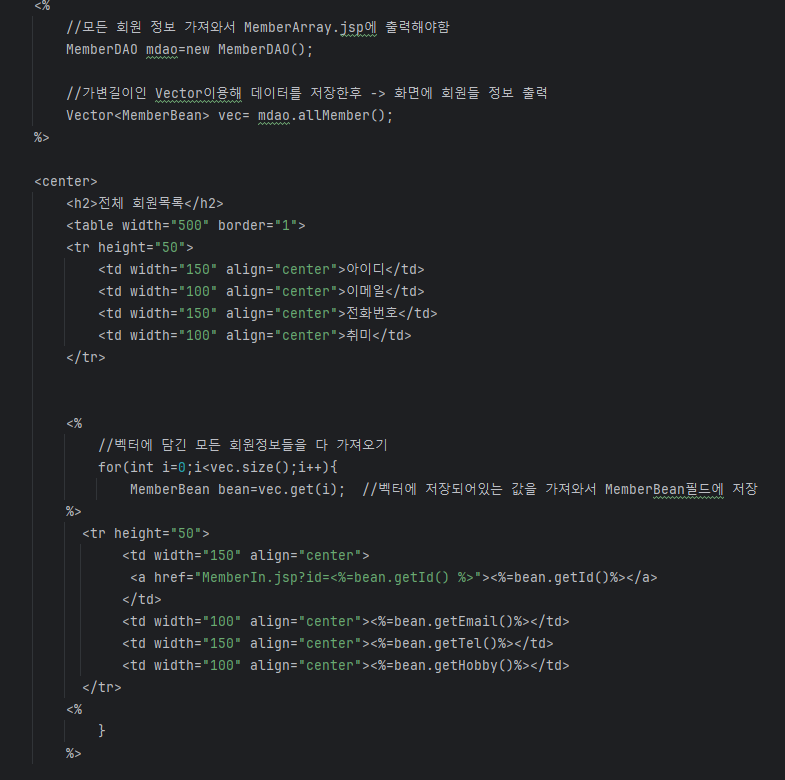 <%
//모든 회원 정보 가져와서 MemberArray.jsp에 출력해야함
MemberDAO mdao=new MemberDAO();
//가변길이인 Vector이용해 데이터를 저장한후 -> 화면에 회원들 정보 출력
Vector<MemberBean> vec= mdao.allMember();
%>
<center>
<h2>전체 회원목록</h2>
<table width="500" border="1">
<tr height="50">
<td width="150" align="center">아이디</td>
<td width="100" align="center">이메일</td>
<td width="150" align="center">전화번호</td>
<td width="100" align="center">취미</td>
</tr>
<%
//벡터에 담긴 모든 회원정보들을 다 가져오기
for(int i=0;i<vec.size();i++){
MemberBean bean=vec.get(i); //벡터에 저장되어있는 값을 가져와서 MemberBean필드에 저장
%>
<tr height="50">
<td width="150" align="center">
<a href="MemberIn.jsp?id=<%=bean.getId() %>"><%=bean.getId()%></a>
</td>
<td width="100" align="center"><%=bean.getEmail()%></td>
<td width="150" align="center"><%=bean.getTel()%></td>
<td width="100" align="center"><%=bean.getHobby()%></td>
</tr>
<%
}
%>